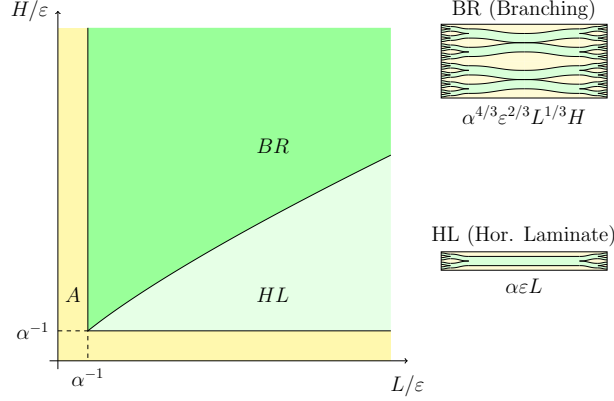 H/ε
BR
A
HL
α⁻¹
α⁻¹
L/ε
BR (Branching)
α^{4/3}ε^{2/3}L^{1/3}H
HL (Hor. Laminate)
αεL